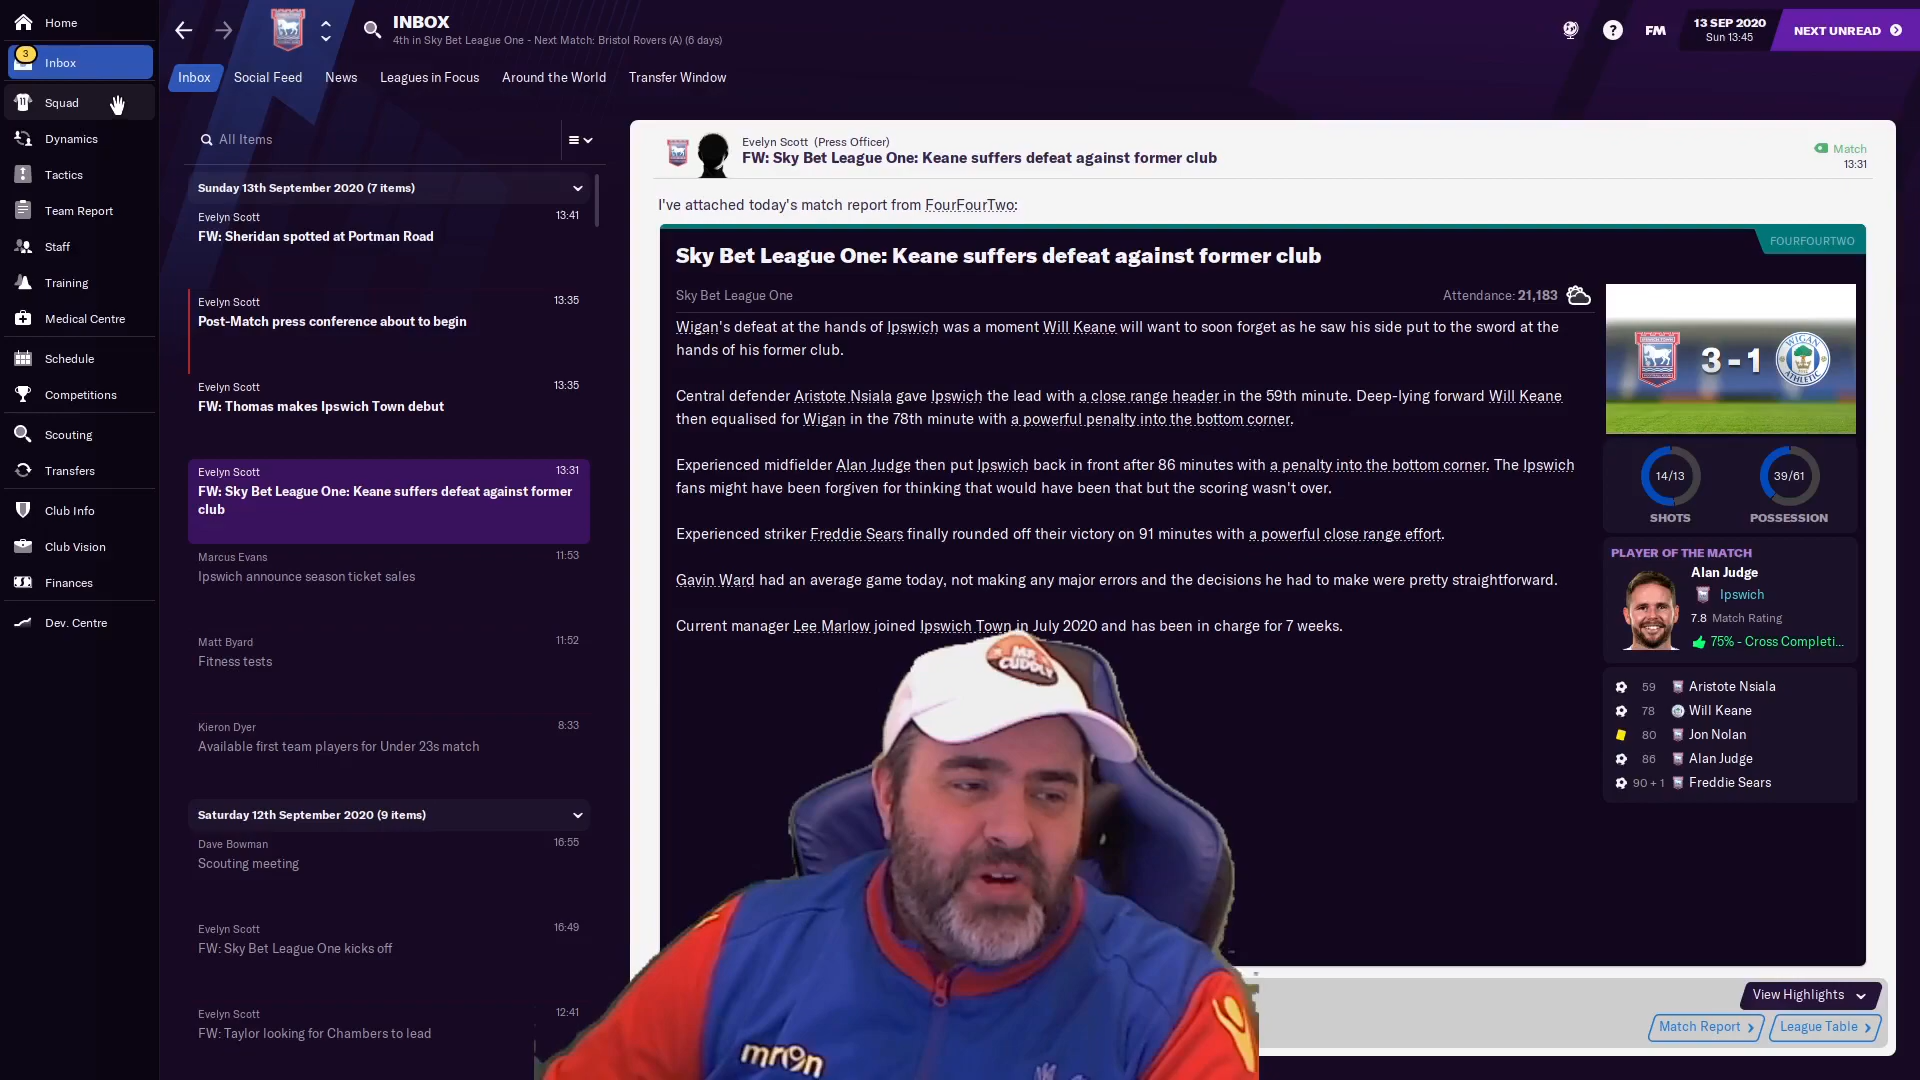 Home
3
Inbox
Squad
Dynamics
Tactics
Team Report
Staff
Training
Medical Centre
Schedule
Competitions
Scouting
Transfers
Club Info
Club Vision
Finances
Dev. Centre
INBOX
4th in Sky Bet League One - Next Match: Bristol Rovers (A) (6 days)
?
FM
13 SEP 2020
Sun 13:45
NEXT UNREAD
Inbox
Social Feed
News
Leagues in Focus
Around the World
Transfer Window
All Items
Sunday 13th September 2020 (7 items)
Evelyn Scott 13:41
FW: Sheridan spotted at Portman Road
Evelyn Scott 13:35
Post-Match press conference about to begin
Evelyn Scott 13:35
FW: Thomas makes Ipswich Town debut
Evelyn Scott 13:31
FW: Sky Bet League One: Keane suffers defeat against former
club
Marcus Evans 11:53
Ipswich announce season ticket sales
Matt Byard 11:52
Fitness tests
Kieron Dyer 8:33
Available first team players for Under 23s match
Saturday 12th September 2020 (9 items)
Dave Bowman 16:55
Scouting meeting
Evelyn Scott 16:49
FW: Sky Bet League One kicks off
Evelyn Scott 12:41
FW: Taylor looking for Chambers to lead
Evelyn Scott (Press Officer)
FW: Sky Bet League One: Keane suffers defeat against former club
Match
13:31
I've attached today's match report from FourFourTwo:
FOURFOURTWO
Sky Bet League One: Keane suffers defeat against former club
Sky Bet League One
Attendance: 21,183
Wigan's defeat at the hands of Ipswich was a moment Will Keane will want to soon forget as he saw his side put to the sword at the
hands of his former club.
Central defender Aristote Nsiala gave Ipswich the lead with a close range header in the 59th minute. Deep-lying forward Will Keane
then equalised for Wigan in the 78th minute with a powerful penalty into the bottom corner.
Experienced midfielder Alan Judge then put Ipswich back in front after 86 minutes with a penalty into the bottom corner. The Ipswich
fans might have been forgiven for thinking that would have been that but the scoring wasn't over.
Experienced striker Freddie Sears finally rounded off their victory on 91 minutes with a powerful close range effort.
Gavin Ward had an average game today, not making any major errors and the decisions he had to make were pretty straightforward.
Current manager Lee Marlow joined Ipswich Town in July 2020 and has been in charge for 7 weeks.
3 - 1
WIGAN
ATHLETIC
14/13
SHOTS
39/61
POSSESSION
PLAYER OF THE MATCH
Alan Judge
Ipswich
7.8 Match Rating
75% - Cross Completi...
59 Aristote Nsiala
78 Will Keane
80 Jon Nolan
86 Alan Judge
90 + 1 Freddie Sears
View Highlights
Match Report
League Table
MR
CUDDLY
mron